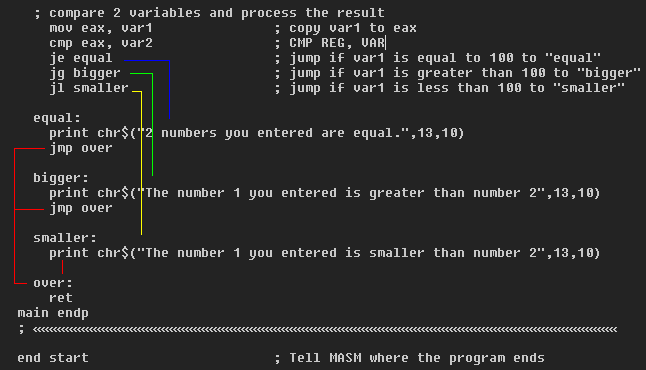 ; compare 2 variables and process the result
mov eax, var1 ; copy var1 to eax
cmp eax, var2 ; CMP REG, VAR
je equal ; jump if var1 is equal to 100 to "equal"
jg bigger ; jump if var1 is greater than 100 to "bigger"
jl smaller ; jump if var1 is less than 100 to "smaller"
equal:
print chr$("2 numbers you entered are equal.",13,10)
jmp over
bigger:
print chr$("The number 1 you entered is greater than number 2",13,10)
jmp over
smaller:
print chr$("The number 1 you entered is smaller than number 2",13,10)
over:
ret
main endp
; «««««««««««««««««««««««««««««««««««««««««««««««««««««««««««««««««««««««««
end start ; Tell MASM where the program ends